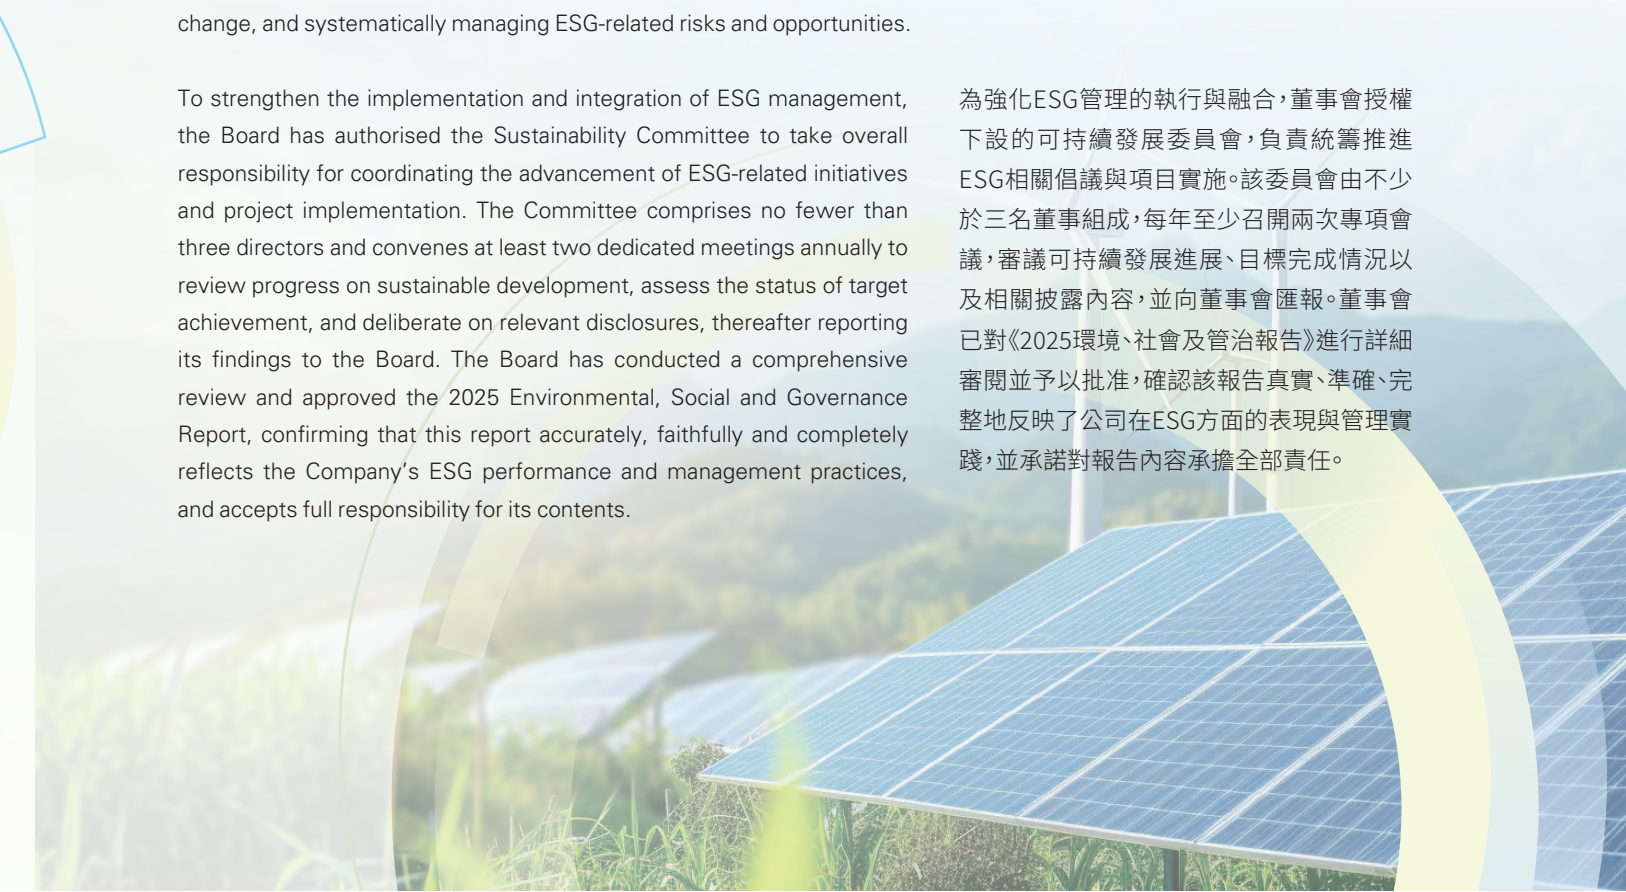 change, and systematically managing ESG-related risks and opportunities.
To strengthen the implementation and integration of ESG management,
the Board has authorised the Sustainability Committee to take overall
responsibility for coordinating the advancement of ESG-related initiatives
and project implementation. The Committee comprises no fewer than
three directors and convenes at least two dedicated meetings annually to
review progress on sustainable development, assess the status of target
achievement, and deliberate on relevant disclosures, thereafter reporting
its findings to the Board. The Board has conducted a comprehensive
review and approved the 2025 Environmental, Social and Governance
Report, confirming that this report accurately, faithfully and completely
reflects the Company's ESG performance and management practices,
and accepts full responsibility for its contents.
為強化ESG管理的執行與融合，董事會授權
下設的可持續發展委員會，負責統籌推進
ESG相關倡議與項目實施。該委員會由不少
於三名董事組成，每年至少召開兩次專項會
議，審議可持續發展進展、目標完成情況以
及相關披露內容，並向董事會匯報。董事會
已對《2025環境、社會及管治報告》進行詳細
審閱並予以批准，確認該報告真實、準確、完
整地反映了公司在ESG方面的表現與管理實
踐，並承諾對報告內容承擔全部責任。